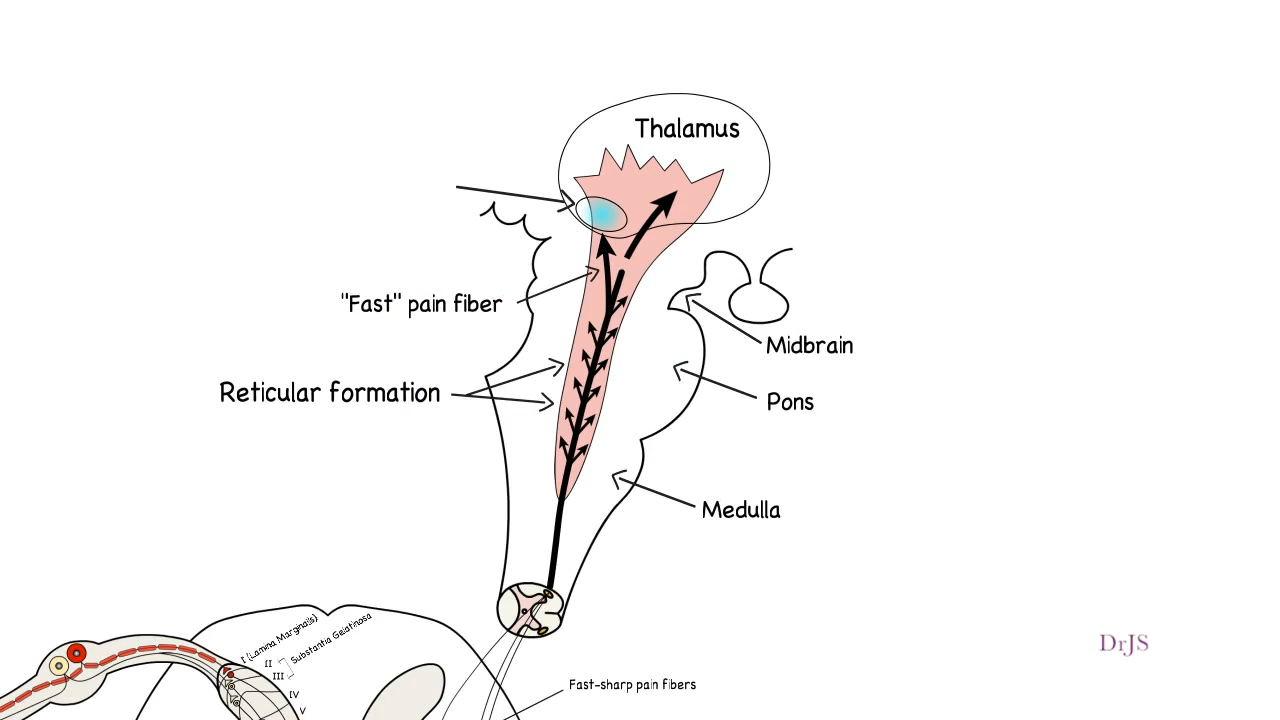 Thalamus
"Fast" pain fiber
Midbrain
Reticular formation
Pons
Medulla
I (Lamina Marginalis)
II
III
Substantia Gelatinosa
IV
V
Fast-sharp pain fibers
DrJS